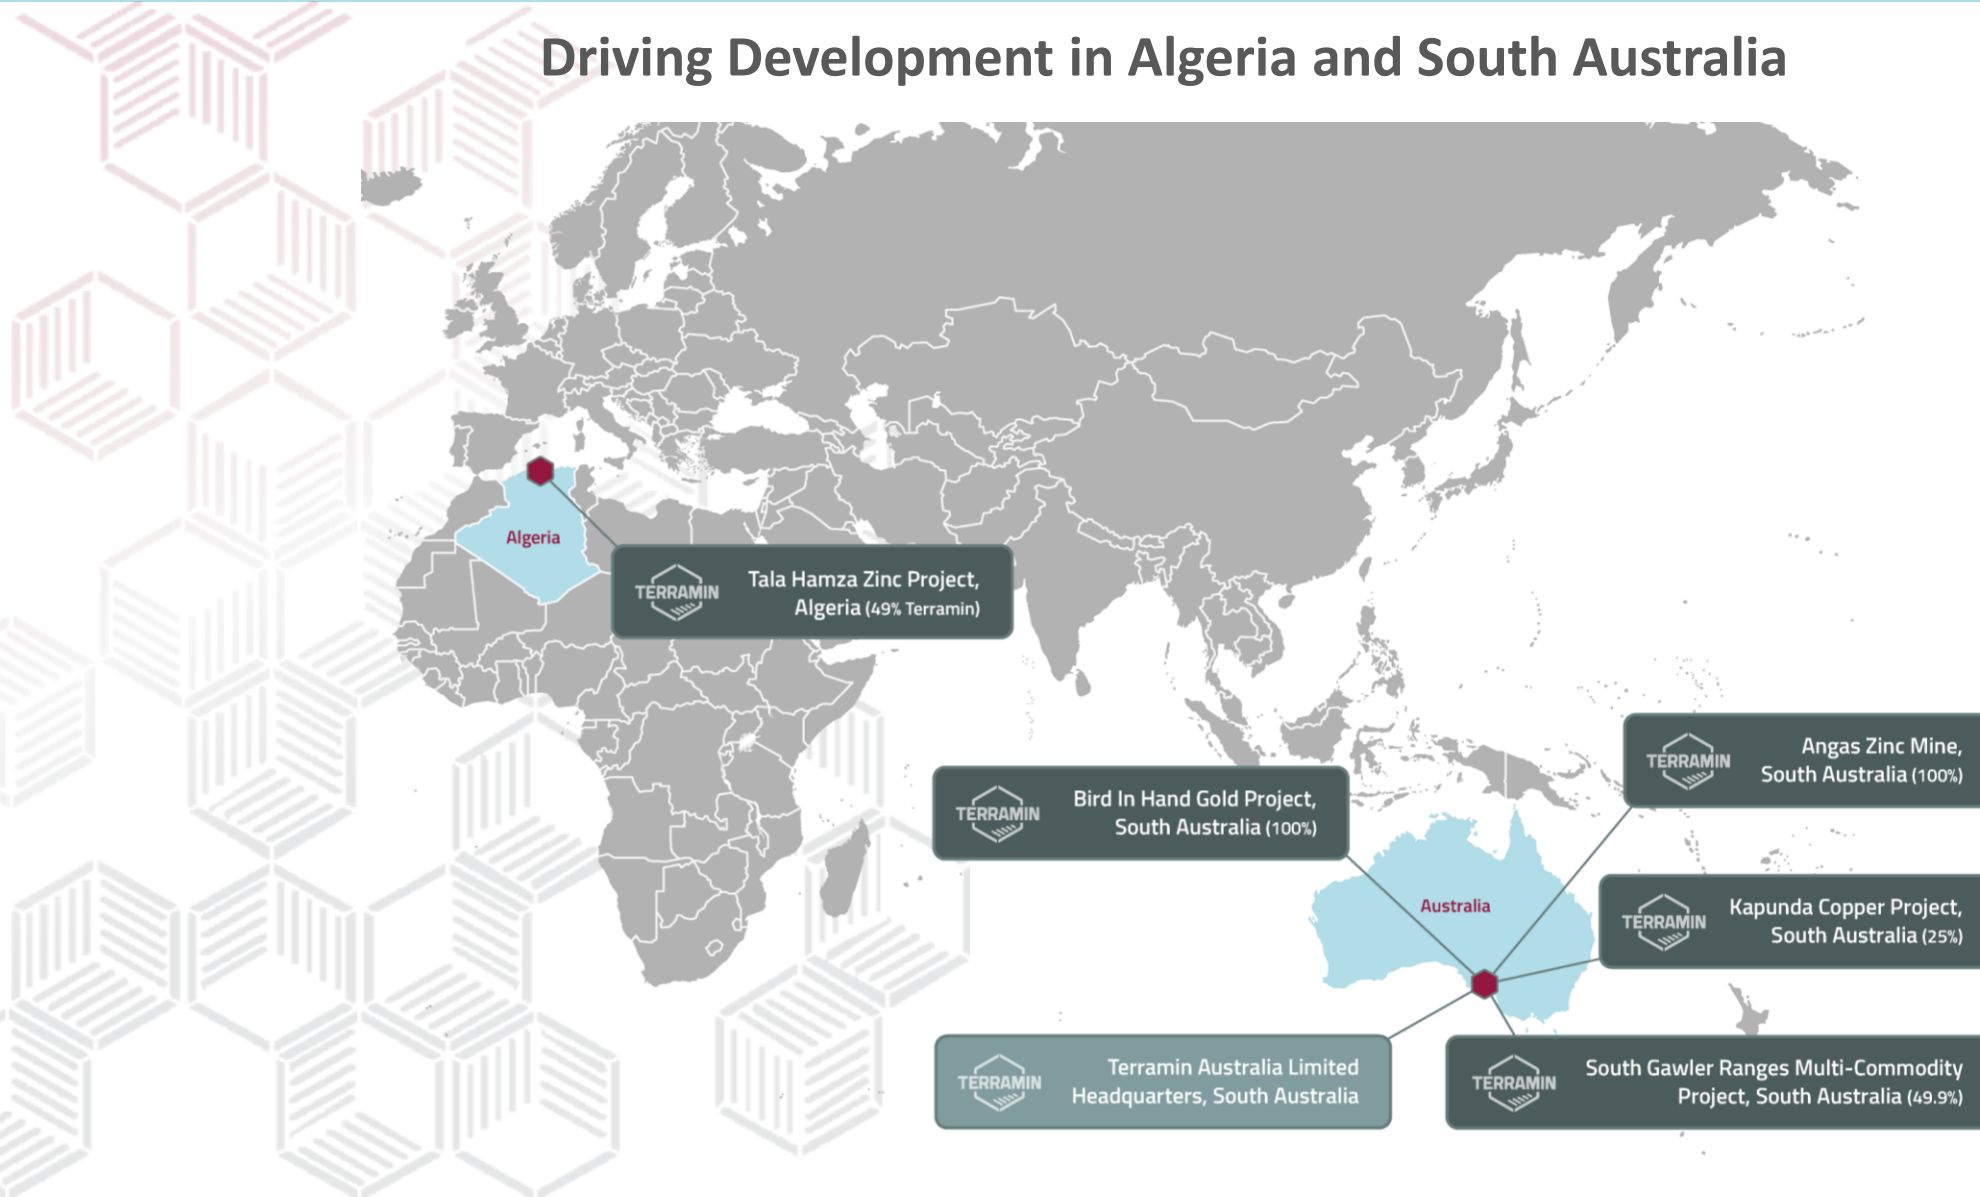 Driving Development in Algeria and South Australia
Algeria
TERRAMIN
Tala Hamza Zinc Project,
Algeria (49% Terramin)
TERRAMIN
Angas Zinc Mine,
South Australia (100%)
TERRAMIN
Bird In Hand Gold Project,
South Australia (100%)
Australia
TERRAMIN
Kapunda Copper Project,
South Australia (25%)
TERRAMIN
Terramin Australia Limited
Headquarters, South Australia
TERRAMIN
South Gawler Ranges Multi-Commodity
Project, South Australia (49.9%)